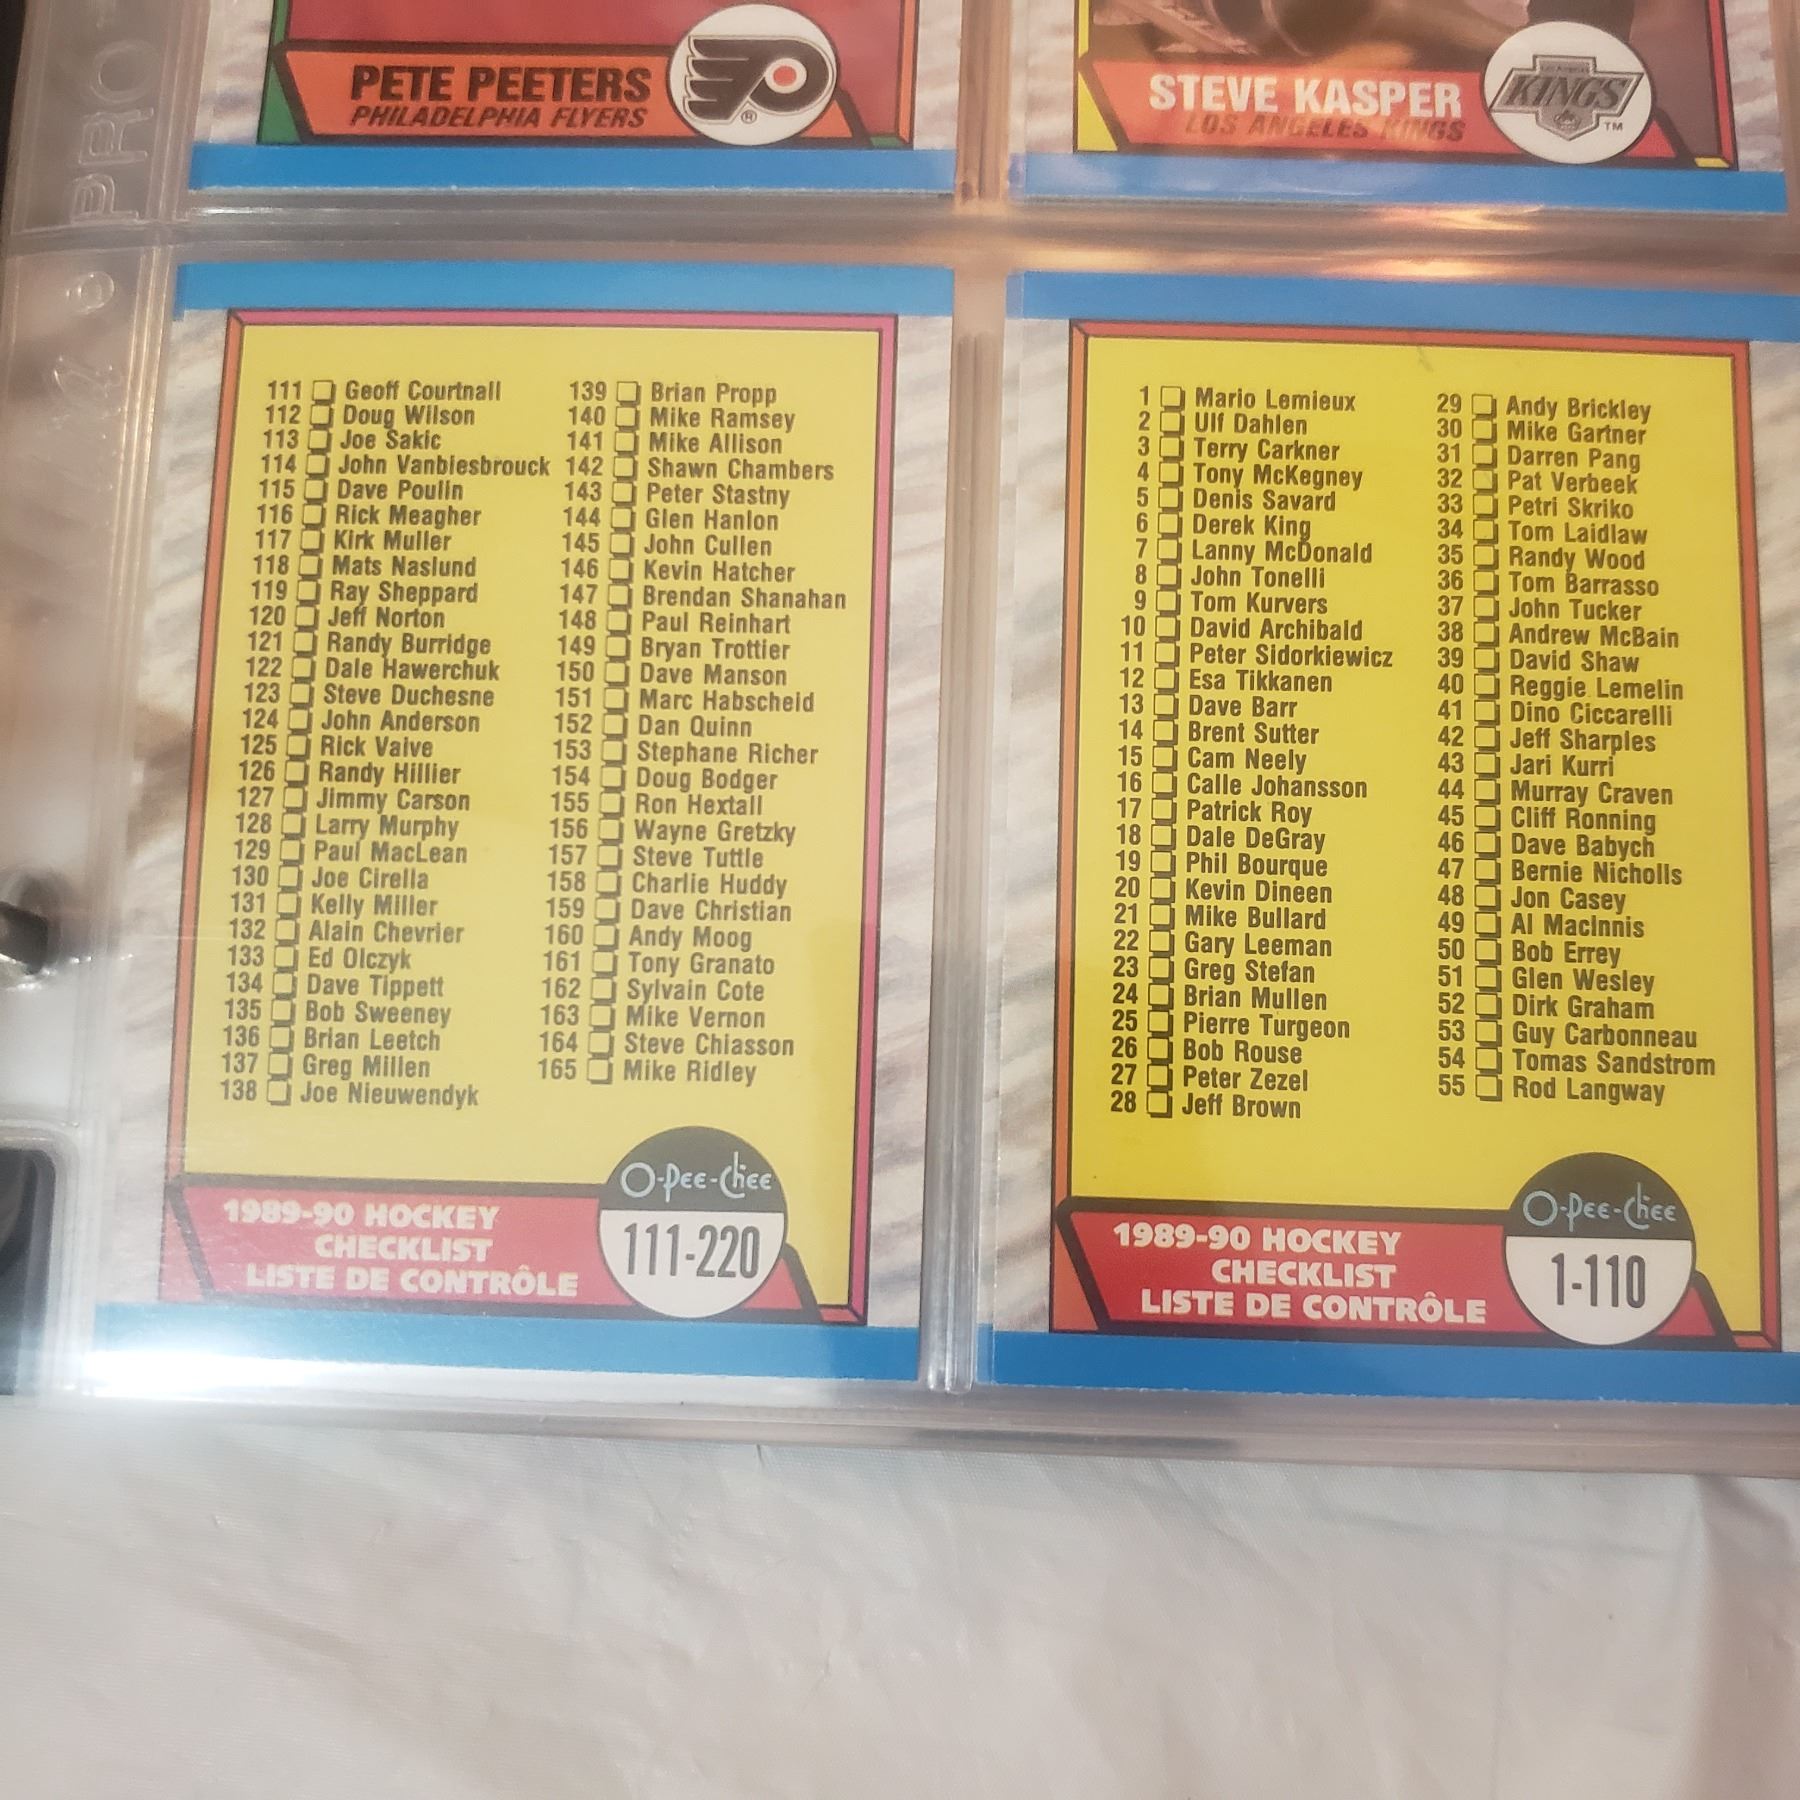 PETE PEETERS
PHILADELPHIA FLYERS
®
STEVE KASPER
LOS ANGELES KINGS
KINGS
TM
PRO-
111 Geoff Courtnall
112 Doug Wilson
113 Joe Sakic
114 John Vanbiesbrouck
115 Dave Poulin
116 Rick Meagher
117 Kirk Muller
118 Mats Naslund
119 Ray Sheppard
120 Jeff Norton
121 Randy Burridge
122 Dale Hawerchuk
123 Steve Duchesne
124 John Anderson
125 Rick Vaive
126 Randy Hillier
127 Jimmy Carson
128 Larry Murphy
129 Paul MacLean
130 Joe Cirella
131 Kelly Miller
132 Alain Chevrier
133 Ed Olczyk
134 Dave Tippett
135 Bob Sweeney
136 Brian Leetch
137 Greg Millen
138 Joe Nieuwendyk
139 Brian Propp
140 Mike Ramsey
141 Mike Allison
142 Shawn Chambers
143 Peter Stastny
144 Glen Hanlon
145 John Cullen
146 Kevin Hatcher
147 Brendan Shanahan
148 Paul Reinhart
149 Bryan Trottier
150 Dave Manson
151 Marc Habscheid
152 Dan Quinn
153 Stephane Richer
154 Doug Bodger
155 Ron Hextall
156 Wayne Gretzky
157 Steve Tuttle
158 Charlie Huddy
159 Dave Christian
160 Andy Moog
161 Tony Granato
162 Sylvain Cote
163 Mike Vernon
164 Steve Chiasson
165 Mike Ridley
O-Pee-Chee
111-220
1989-90 HOCKEY
CHECKLIST
LISTE DE CONTRÔLE
1 Mario Lemieux
2 Ulf Dahlen
3 Terry Carkner
4 Tony McKegney
5 Denis Savard
6 Derek King
7 Lanny McDonald
8 John Tonelli
9 Tom Kurvers
10 David Archibald
11 Peter Sidorkiewicz
12 Esa Tikkanen
13 Dave Barr
14 Brent Sutter
15 Cam Neely
16 Calle Johansson
17 Patrick Roy
18 Dale DeGray
19 Phil Bourque
20 Kevin Dineen
21 Mike Bullard
22 Gary Leeman
23 Greg Stefan
24 Brian Mullen
25 Pierre Turgeon
26 Bob Rouse
27 Peter Zezel
28 Jeff Brown
29 Andy Brickley
30 Mike Gartner
31 Darren Pang
32 Pat Verbeek
33 Petri Skriko
34 Tom Laidlaw
35 Randy Wood
36 Tom Barrasso
37 John Tucker
38 Andrew McBain
39 David Shaw
40 Reggie Lemelin
41 Dino Ciccarelli
42 Jeff Sharples
43 Jari Kurri
44 Murray Craven
45 Cliff Ronning
46 Dave Babych
47 Bernie Nicholls
48 Jon Casey
49 Al MacInnis
50 Bob Errey
51 Glen Wesley
52 Dirk Graham
53 Guy Carbonneau
54 Tomas Sandstrom
55 Rod Langway
O-Pee-Chee
1-110
1989-90 HOCKEY
CHECKLIST
LISTE DE CONTRÔLE